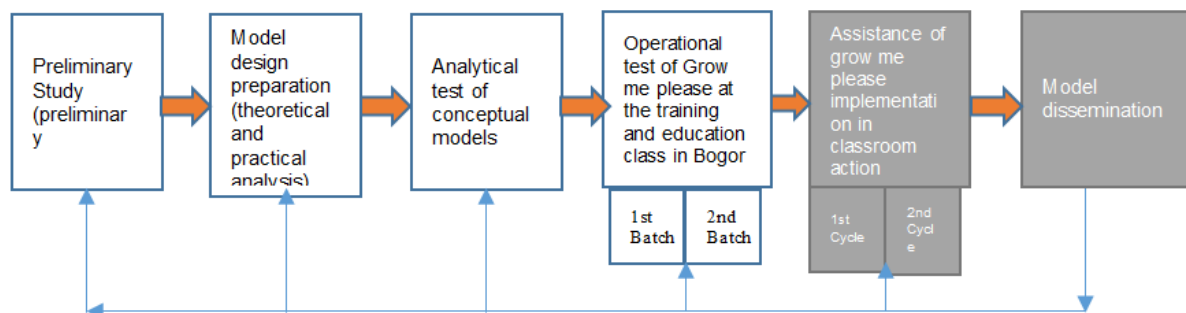 Preliminary
Study
(preliminar
y
Model
design
preparation
(theoretical
and
practical
analysis)
Analytical
test of
conceptual
models
Operational
test of Grow
me please at
the training
and education
class in Bogor
1st
Batch
2nd
Batch
Assistance of
grow me
please
implementati
on in
classroom
action
1st
Cycle
2nd
Cycl
e
Model
dissemination